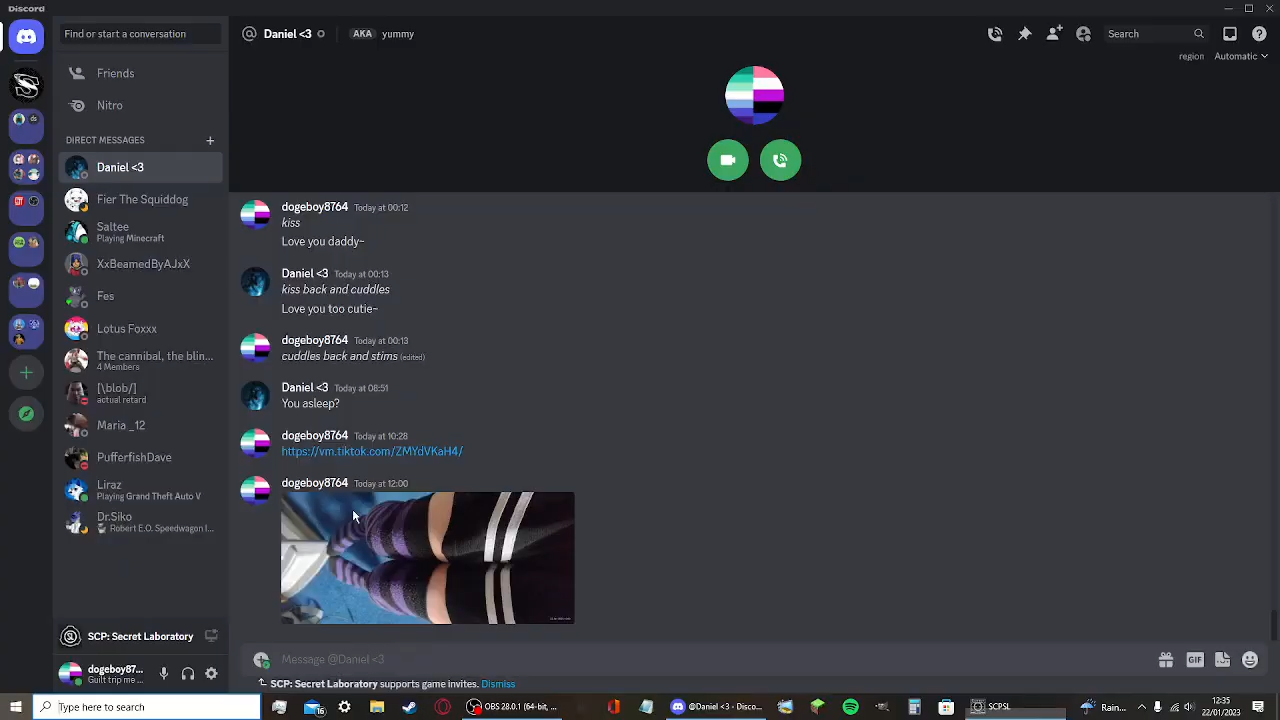 Discord
Find or start a conversation
Daniel <3
AKA
yummy
Search
region
Automatic
Friends
Nitro
DIRECT MESSAGES
Daniel <3
Fier The Squiddog
Saltee
Playing Minecraft
XxBeamedByAJxX
Fes
Lotus Foxxx
The cannibal, the blin...
4 Members
[\blob/]
actual retard
Maria _12
PufferfishDave
Liraz
Playing Grand Theft Auto V
Dr.Siko
Robert E.O. Speedwagon I...
SCP: Secret Laboratory
dogeboy87...
Guilt tripme ...
dogeboy8764 Today at 00:12
kiss
Love you daddy~
Daniel <3 Today at 00:13
kiss back and cuddles
Love you too cutie~
dogeboy8764 Today at 00:13
cuddles back and stims (edited)
Daniel <3 Today at 08:51
You asleep?
dogeboy8764 Today at 10:28
https://vm.tiktok.com/ZMYdVKaH4/
dogeboy8764 Today at 12:00
Message @Daniel <3
GIF
SCP: Secret Laboratory supports game invites. Dismiss
Type here to search
OBS 28.0.1 (64-bit, ...
@Daniel <3 - Disco...
SOSL
Rain...
12:35
22/01/2023